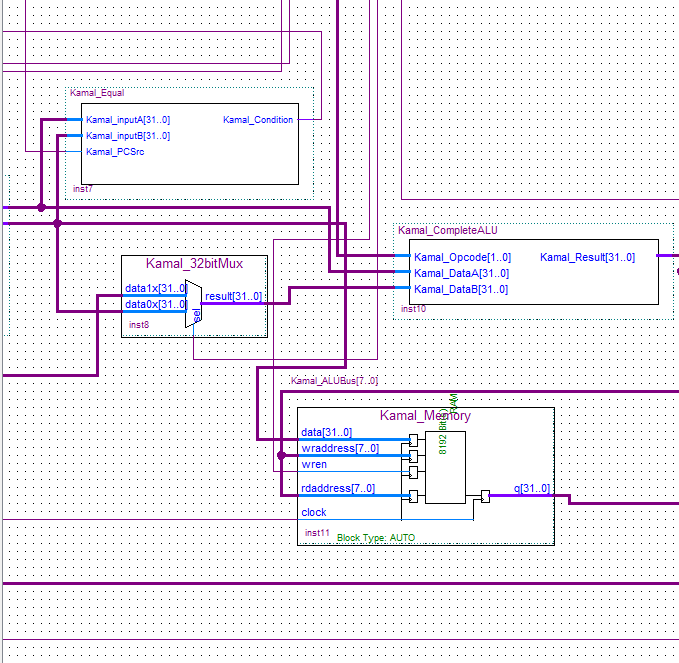 Kamal_Equal
Kamal_inputA[31..0]
Kamal_Condition
Kamal_inputB[31..0]
Kamal_PCSrc
inst7
Kamal_CompleteALU
Kamal_Opcode[1..0]
Kamal_Result[31..0]
Kamal_DataA[31..0]
Kamal_DataB[31..0]
inst10
Kamal_32bitMux
data1x[31..0]
result[31..0]
data0x[31..0]
sel
inst8
Kamal_ALUBus[7..0]
Kamal_Memory
data[31..0]
wraddress[7..0]
wren
rdaddress[7..0]
clock
8192 Bit(s)
RAM
q[31..0]
inst11
Block Type: AUTO